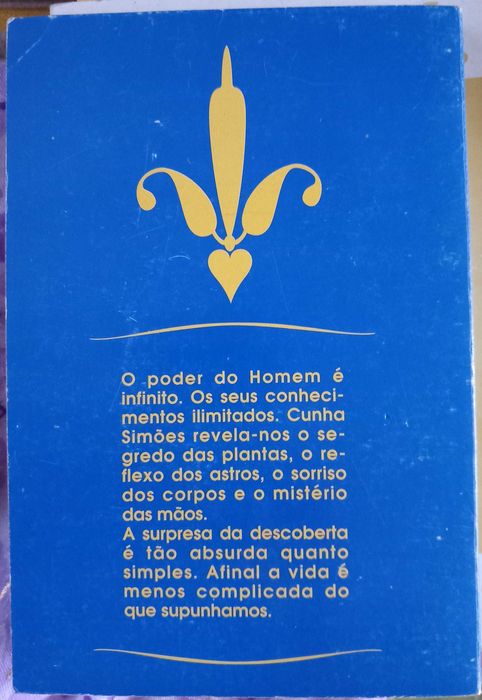 O poder do Homem é
infinito. Os seus conheci-
mentos ilimitados. Cunha
Simões revela-nos o se-
gredo das plantas, o re-
flexo dos astros, o sorriso
dos corpos e o mistério
das mãos.
A surpresa da descoberta
é tão absurda quanto
simples. Afinal a vida é
menos complicada do
que supunhamos.